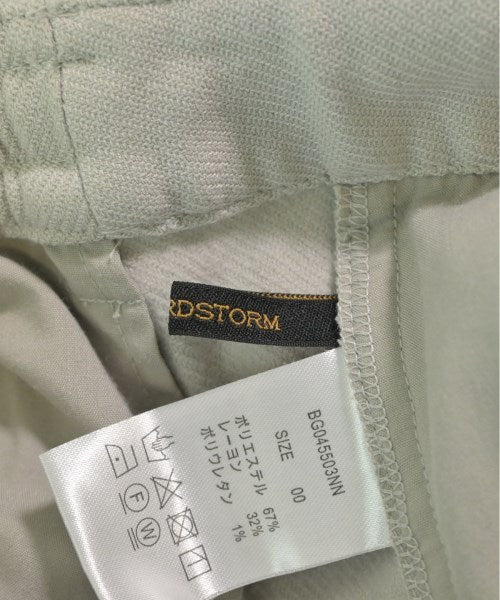 RDSTORM
BG045503NN
SIZE 00
ポリエステル 67%
レーヨン 32%
ポリウレタン 1%
F
W